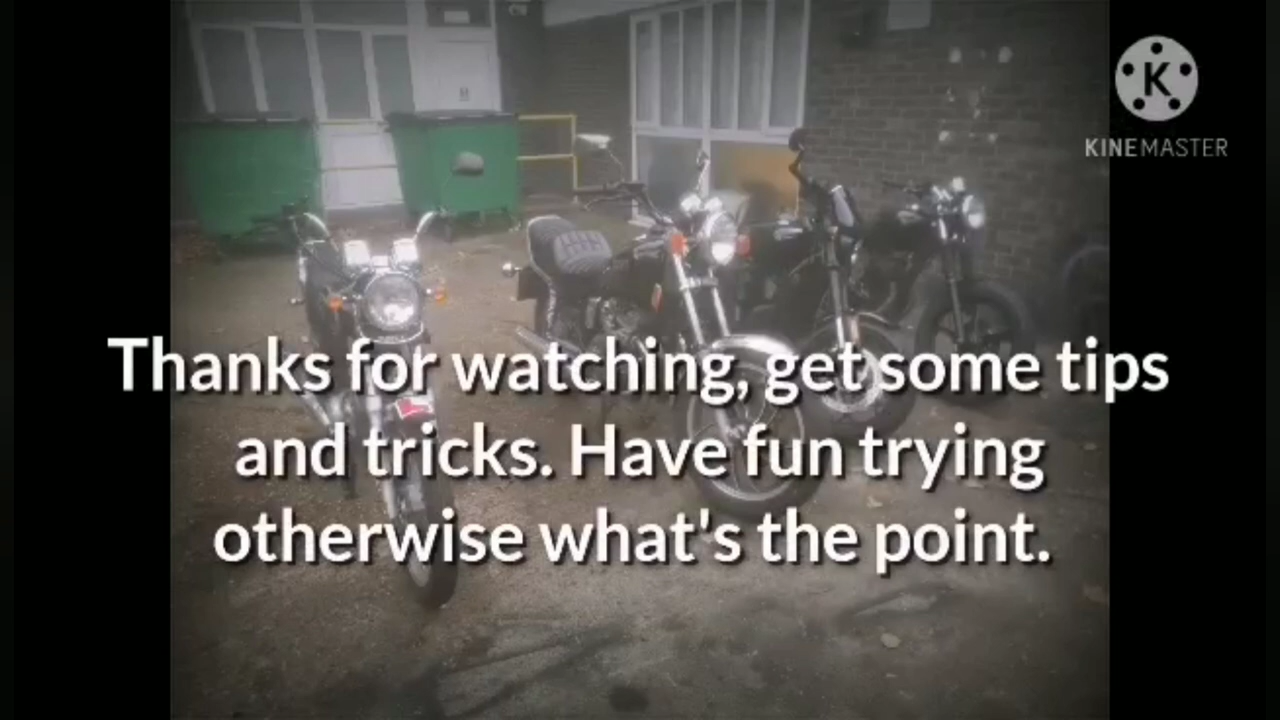 K
KINEMASTER
Thanks for watching, get some tips
and tricks. Have fun trying
otherwise what's the point.